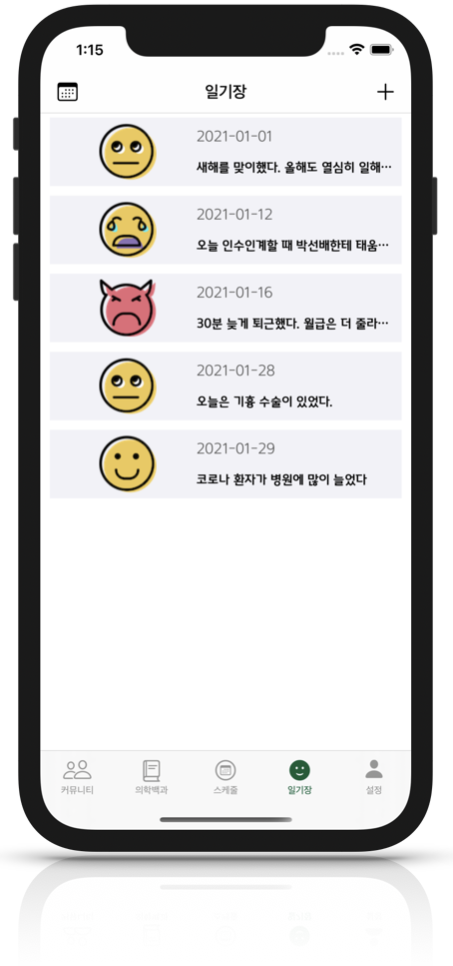 1:15
일기장
2021-01-01
새해를 맞이했다. 올해도 열심히 일해…
2021-01-12
오늘 인수인계할 때 박선배한테 태움…
2021-01-16
30분 늦게 퇴근했다. 월급은 더 줄라…
2021-01-28
오늘은 기흉 수술이 있었다.
2021-01-29
코로나 환자가 병원에 많이 늘었다
커뮤니티 의학백과 스케줄 일기장 설정